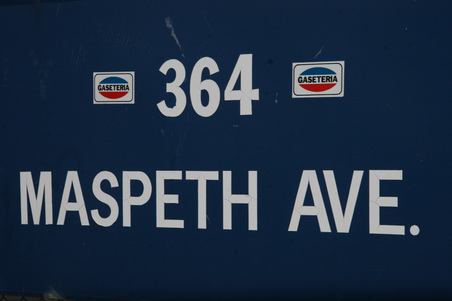 GASETERIA 364 GASETERIA
MASPETH AVE.